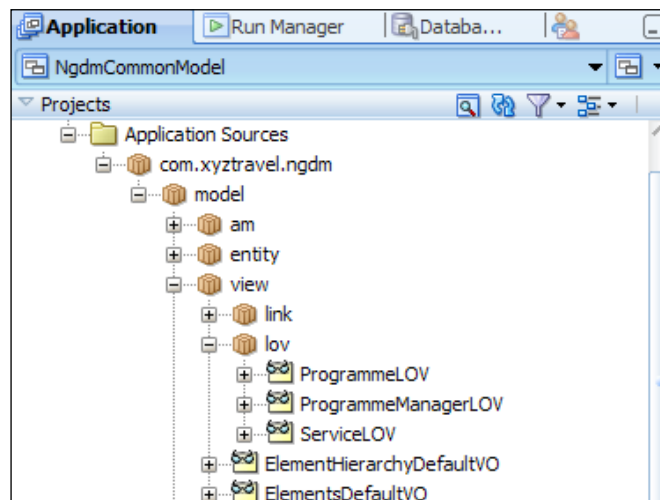 Application Run Manager Databa...
NgdmCommonModel
Projects
Application Sources
com.xyztravel.ngdm
model
am
entity
view
link
lov
ProgrammeLOV
ProgrammeManagerLOV
ServiceLOV
ElementHierarchyDefaultVO
ElementsDefaultVO